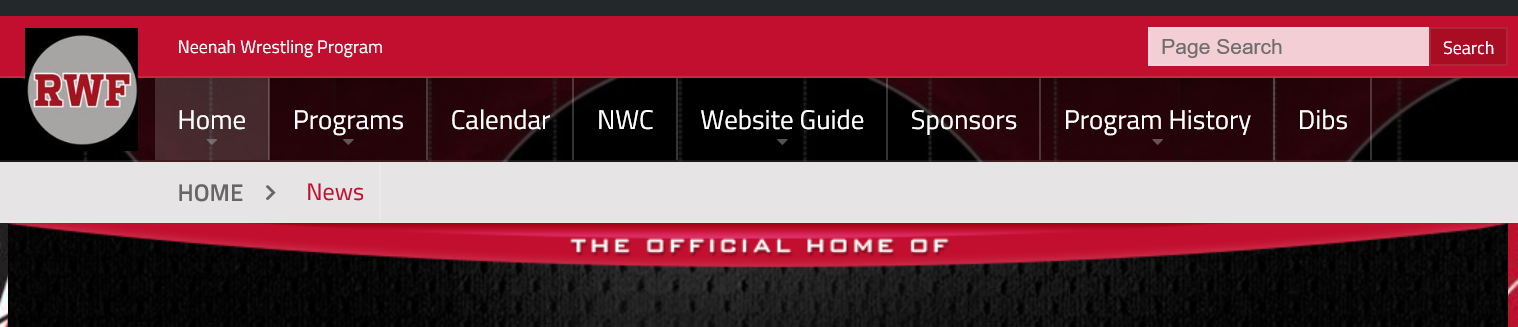 Neenah Wrestling Program
Page Search
Search
RWF
Home
Programs
Calendar
NWC
Website Guide
Sponsors
Program History
Dibs
HOME
News
THE OFFICIAL HOME OF